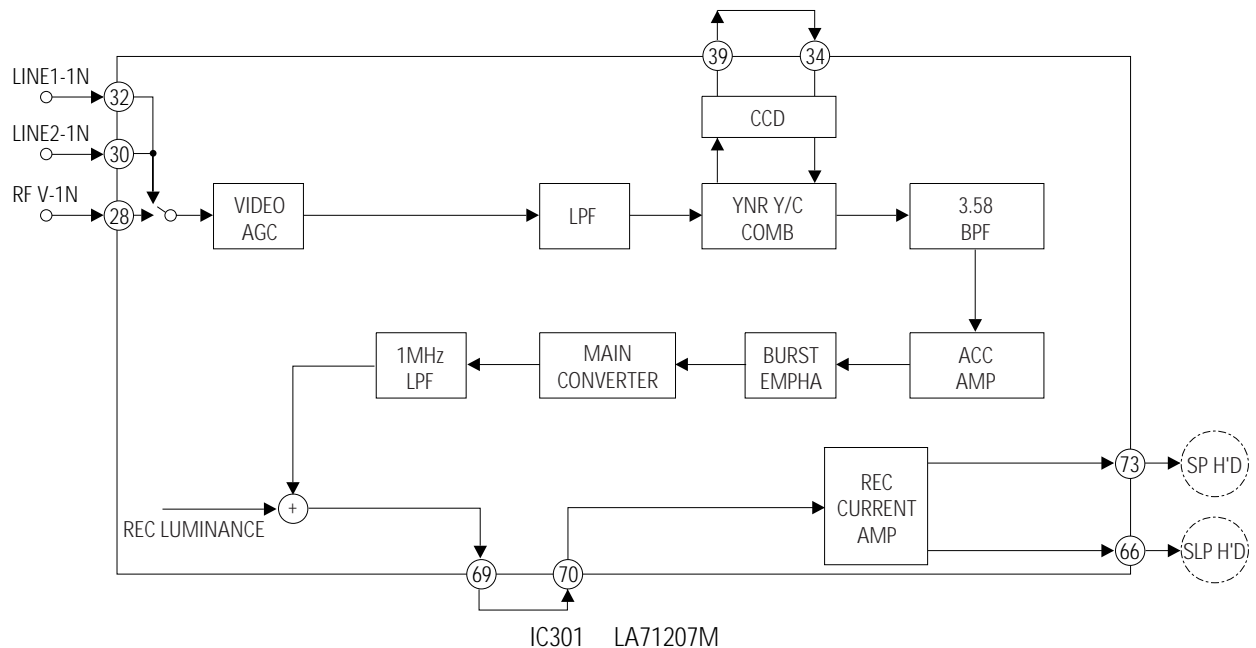 39
34
LINE1-1N
32
CCD
LINE2-1N
30
RF V-1N
28
VIDEO
AGC
LPF
YNR Y/C
COMB
3.58
BPF
1MHz
LPF
MAIN
CONVERTER
BURST
EMPHA
ACC
AMP
REC LUMINANCE
+
REC
CURRENT
AMP
73
SP H'D
66
SLP H'D
69
70
IC301 LA71207M